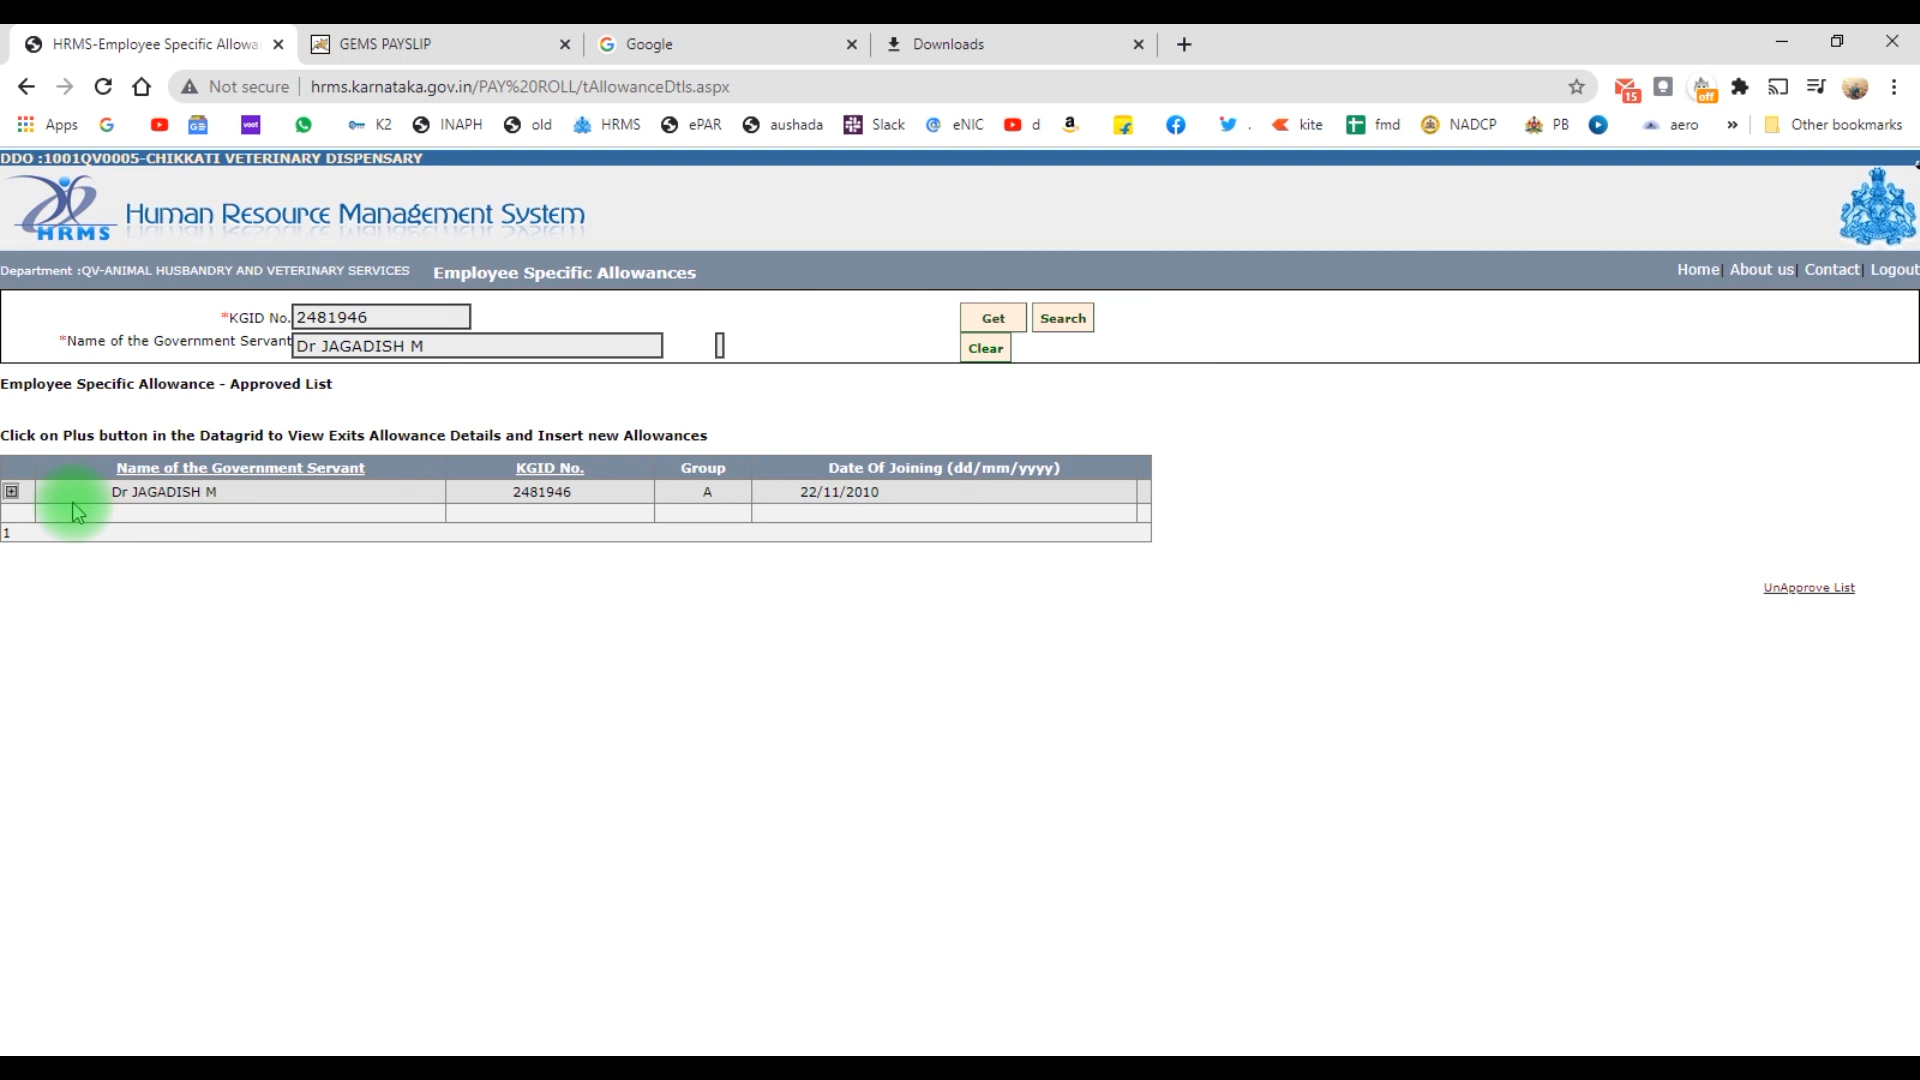 HRMS-Employee Specific Allowa
GEMS PAYSLIP
Google
Downloads
Not secure
hrms.karnataka.gov.in/PAY%20ROLL/tAllowanceDtls.aspx
15
off
Apps
voot
K2
INAPH
old
HRMS
ePAR
aushada
Slack
eNIC
d
kite
fmd
NADCP
PB
aero
»
Other bookmarks
DDO :1001QV0005-CHIKKATI VETERINARY DISPENSARY
HRMS
Human Resource Management System
Department :QV-ANIMAL HUSBANDRY AND VETERINARY SERVICES
Employee Specific Allowances
Home| About us| Contact| Logout
*KGID No. 2481946
Get
Search
*Name of the Government Servant Dr JAGADISH M
Clear
Employee Specific Allowance - Approved List
Click on Plus button in the Datagrid to View Exits Allowance Details and Insert new Allowances
Name of the Government Servant KGID No. Group Date Of Joining (dd/mm/yyyy)
Dr JAGADISH M 2481946 A 22/11/2010
1
UnApprove List